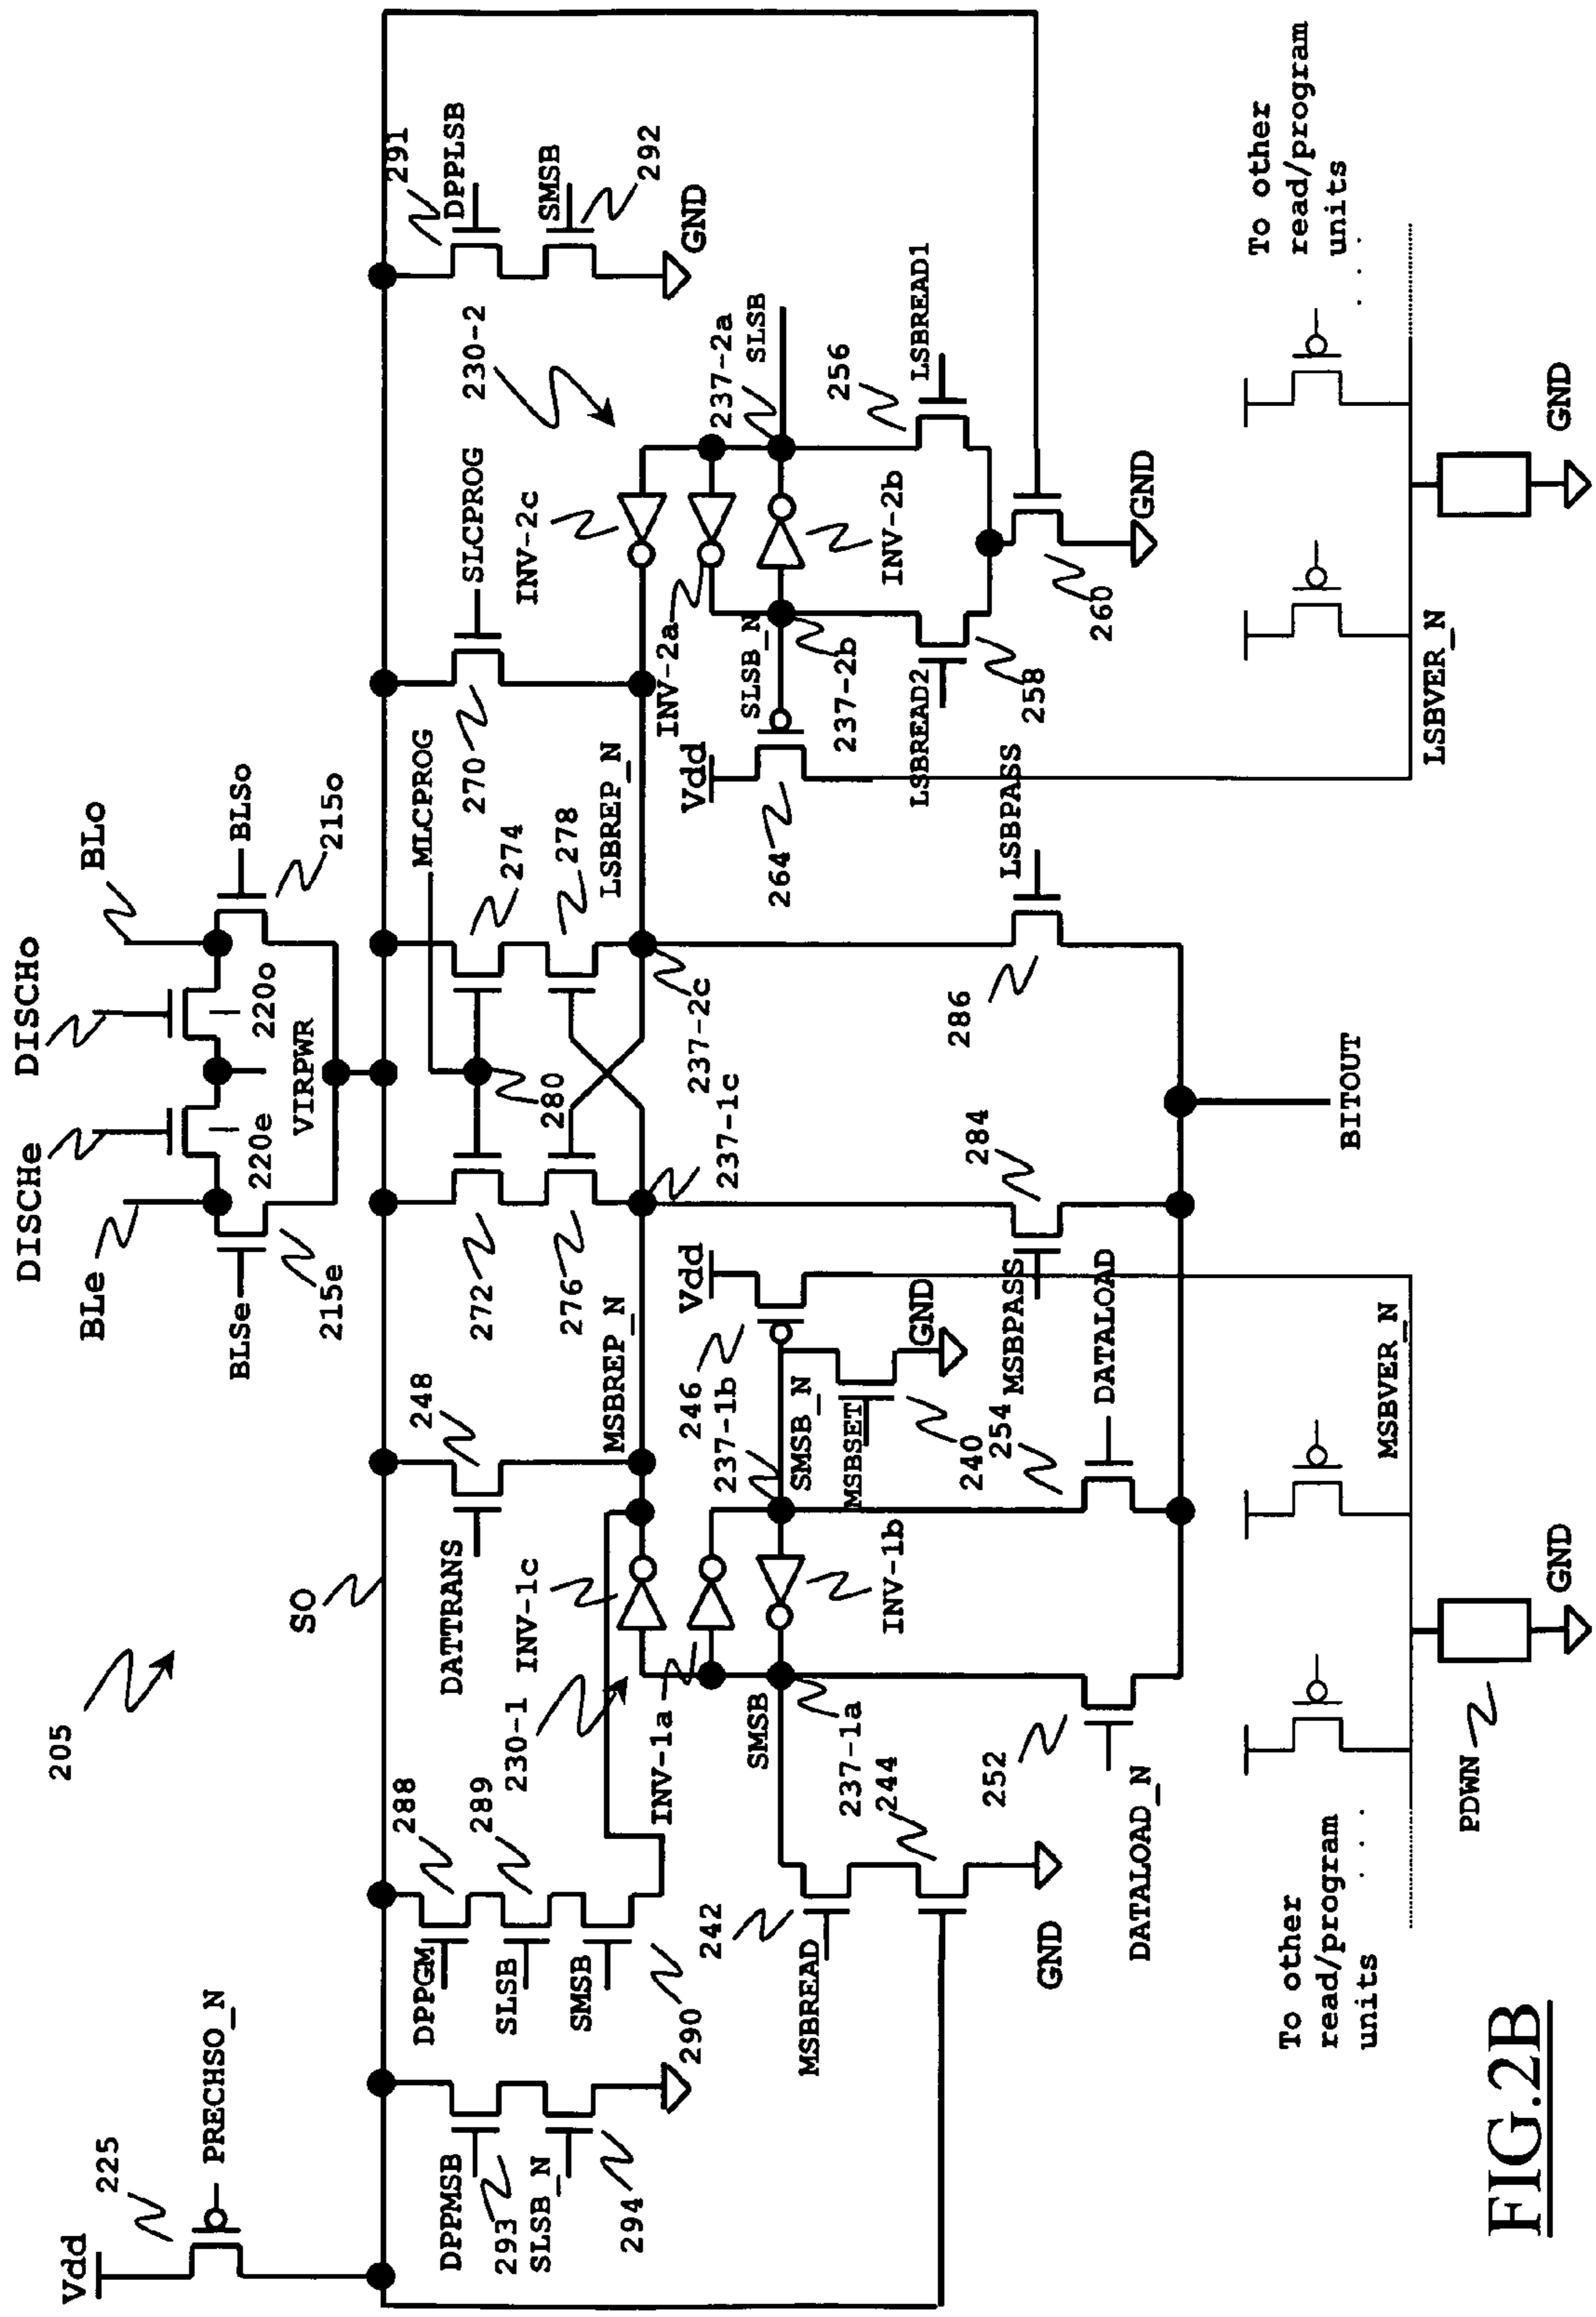 205
Vdd
225
PRECHSO_N
SO
DISCHe
DISCHo
BLe
BLo
BLSe
BLSo
215e
215o
220e
220o
VIRPWR
DPPMSB
293
SLSB_N
294
288
DPPGM
289
SLSB
SMSB
290
DATTRANS
248
MSBREP_N
272
276
MLCPROG
274
278
280
LSBREP_N
270
SLCPROG
291
DPPLSB
SMSB
292
GND
230-1
INV-1c
INV-1a
INV-1b
SMSB
237-1a
237-1b
SMSB_N
246
Vdd
MSBSET
240
GND
237-1c
237-2c
230-2
INV-2c
INV-2a
INV-2b
SLSB_N
237-2b
237-2a
SLSB
Vdd
264
242
MSBREAD
244
GND
252
DATALOAD_N
254
DATALOAD
MSBPASS
284
286
LSBPASS
LSBREAD2
258
256
LSBREAD1
260
GND
BITOUT
To other
read/program
units
. . .
MSBVER_N
PDWN
GND
To other
read/program
units
. . .
LSBVER_N
GND
FIG.2B